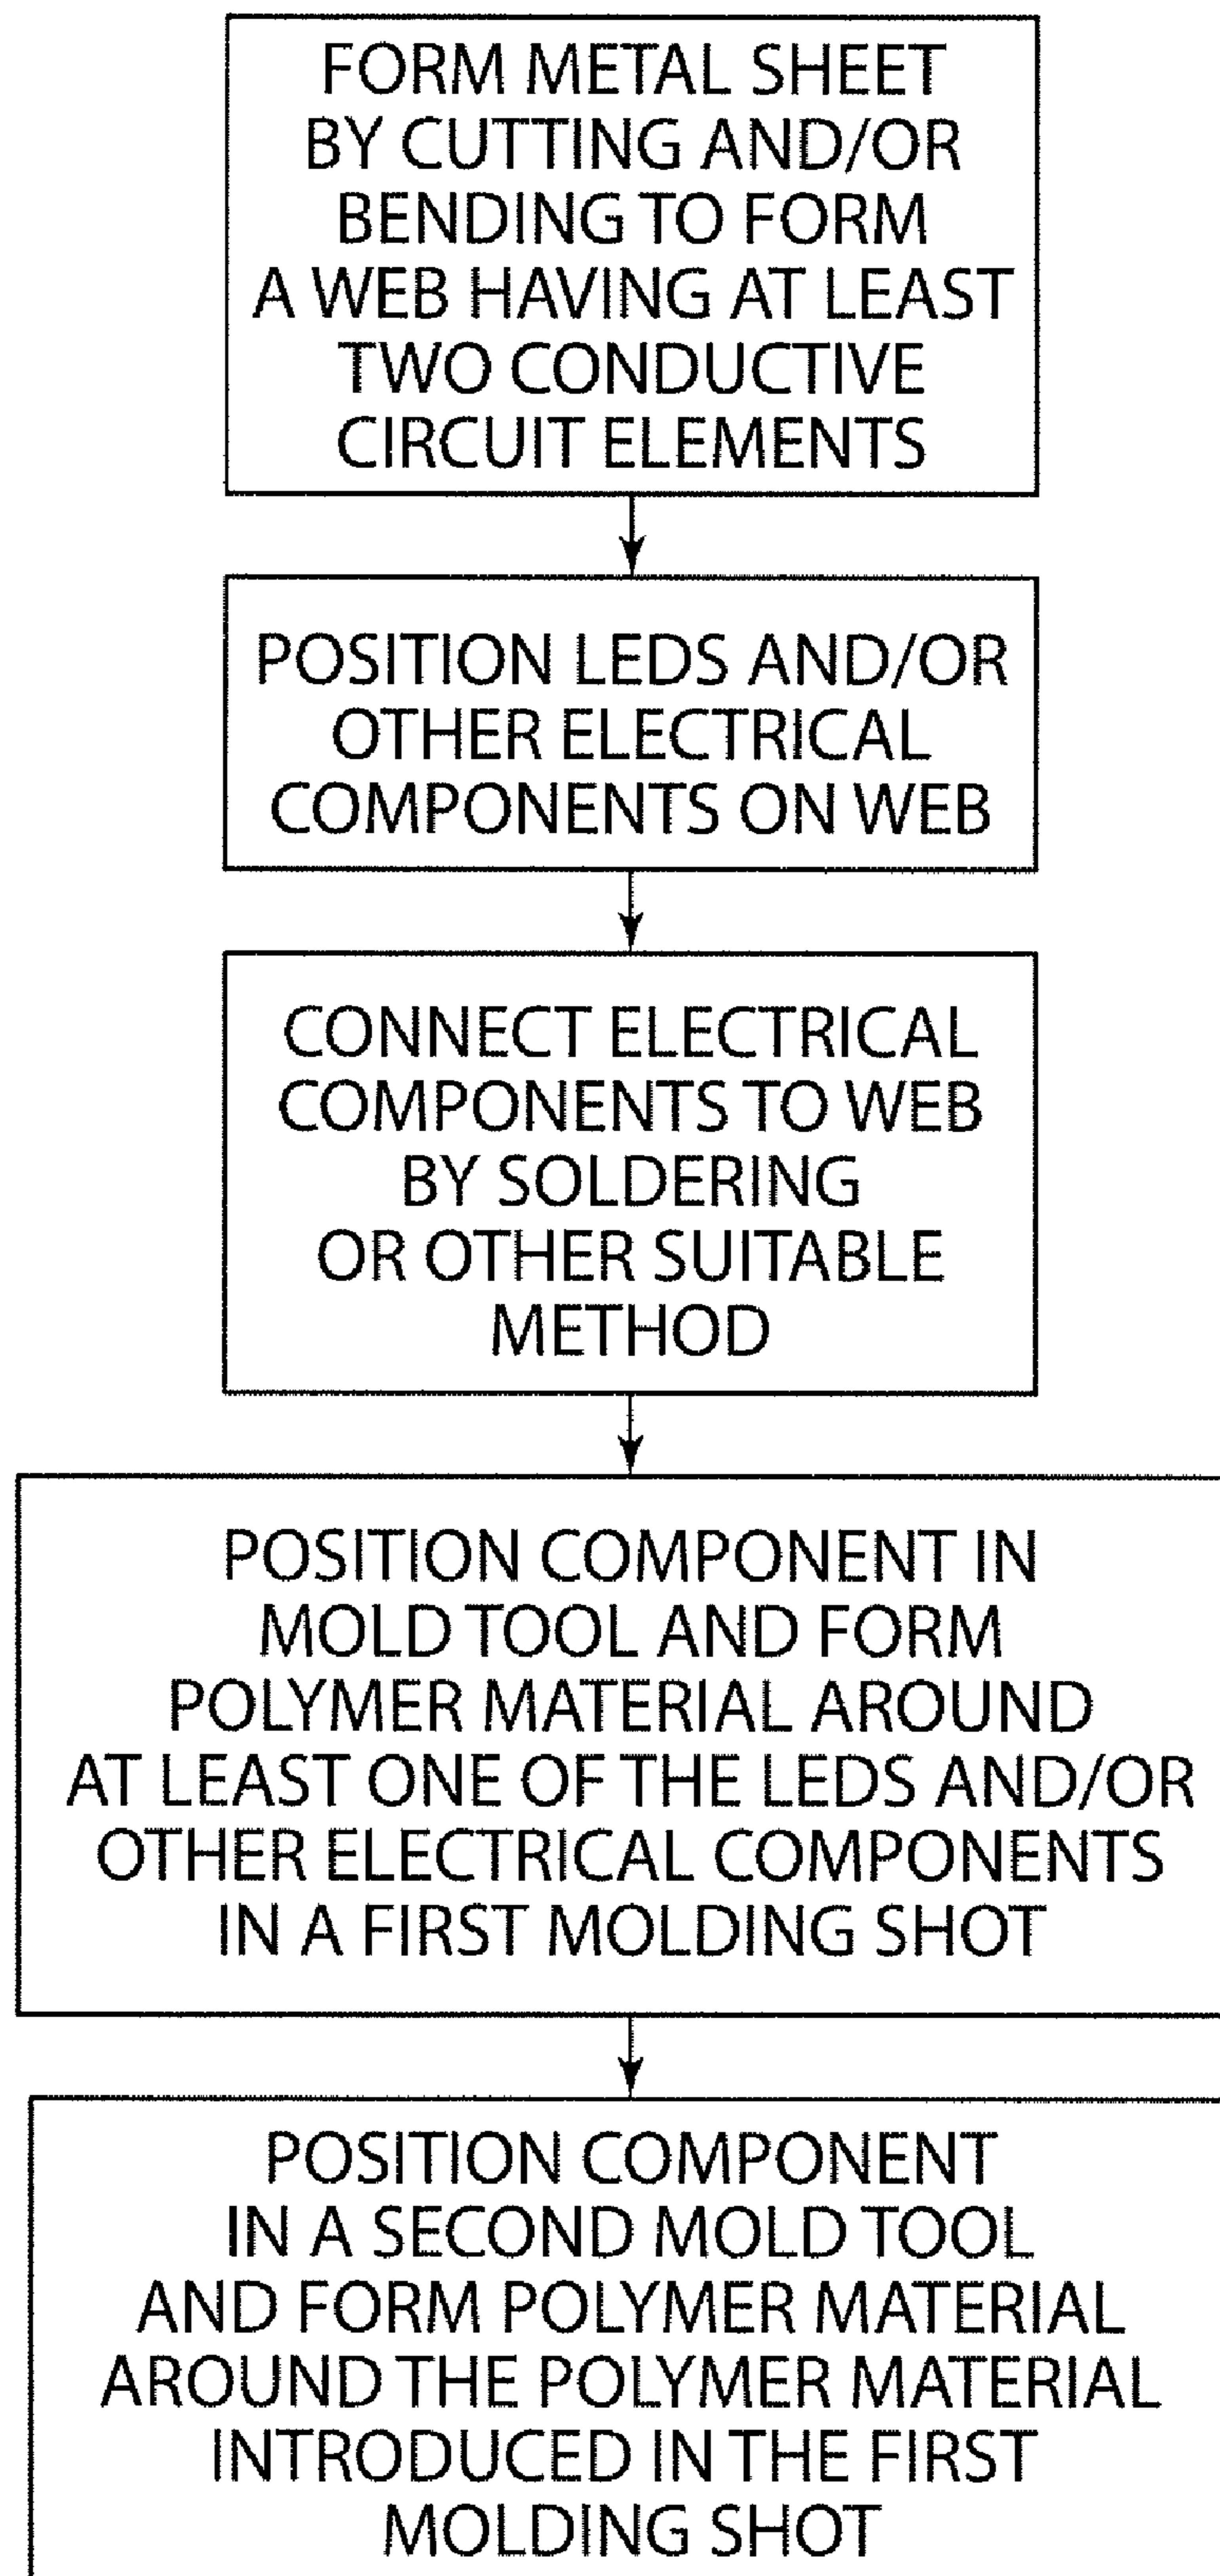 FORM METAL SHEET
BY CUTTING AND/OR
BENDING TO FORM
A WEB HAVING AT LEAST
TWO CONDUCTIVE
CIRCUIT ELEMENTS
POSITION LEDS AND/OR
OTHER ELECTRICAL
COMPONENTS ON WEB
CONNECT ELECTRICAL
COMPONENTS TO WEB
BY SOLDERING
OR OTHER SUITABLE
METHOD
POSITION COMPONENT IN
MOLD TOOL AND FORM
POLYMER MATERIAL AROUND
AT LEAST ONE OF THE LEDS AND/OR
OTHER ELECTRICAL COMPONENTS
IN A FIRST MOLDING SHOT
POSITION COMPONENT
IN A SECOND MOLD TOOL
AND FORM POLYMER MATERIAL
AROUND THE POLYMER MATERIAL
INTRODUCED IN THE FIRST
MOLDING SHOT